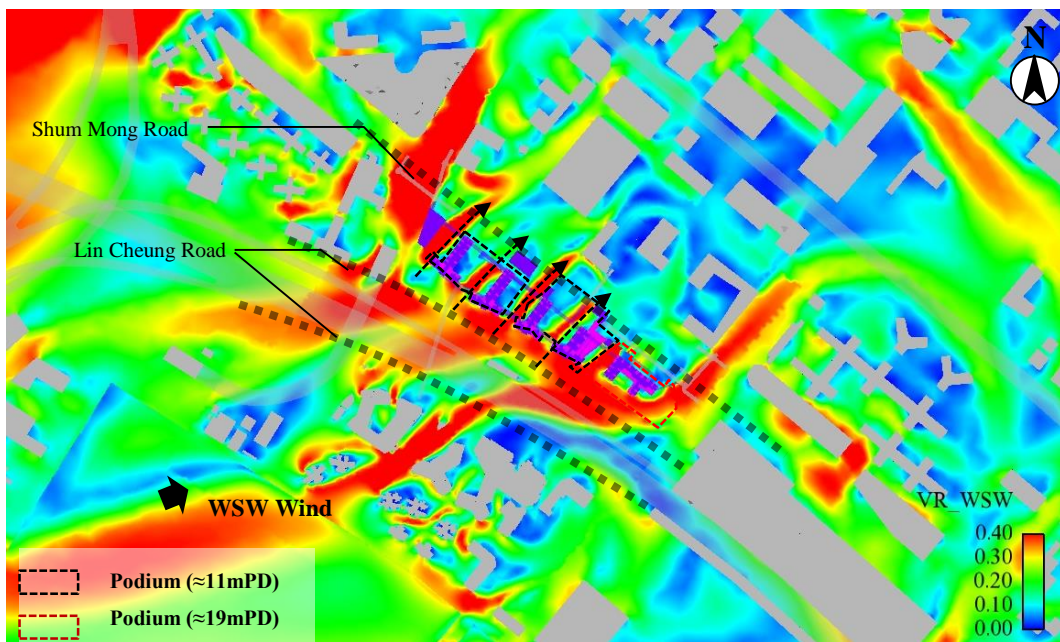 N
Shum Mong Road
Lin Cheung Road
WSW Wind
VR_WSW
0.40
0.30
0.20
0.10
0.00
Podium (≈11mPD)
Podium (≈19mPD)